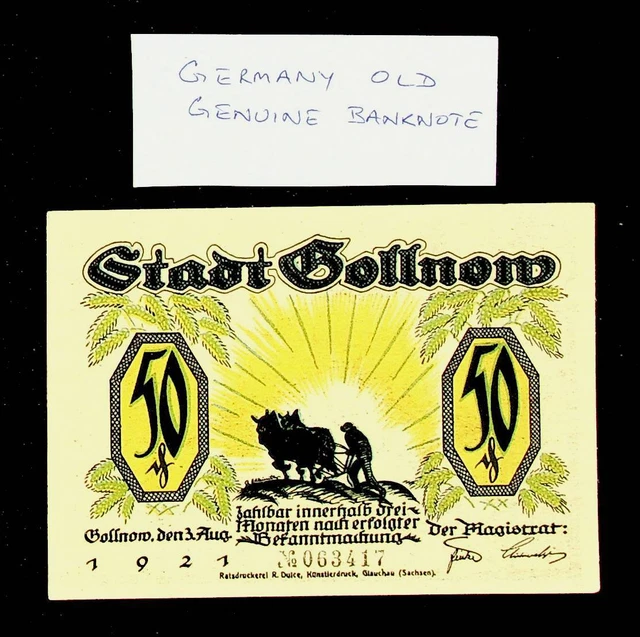 GERMANY OLD
GENUINE BANKNOTE
Stadt Gollnow
50
50
Zahlbar innerhalb drei-
Monaten nach erfolgter
Bekanntmachung
Gollnow, den 3. Aug.
1921
Der Magistrat:
№ 063417
Ratsdruckerei R. Dulce, Künstlerdruck, Glauchau (Sachsen).